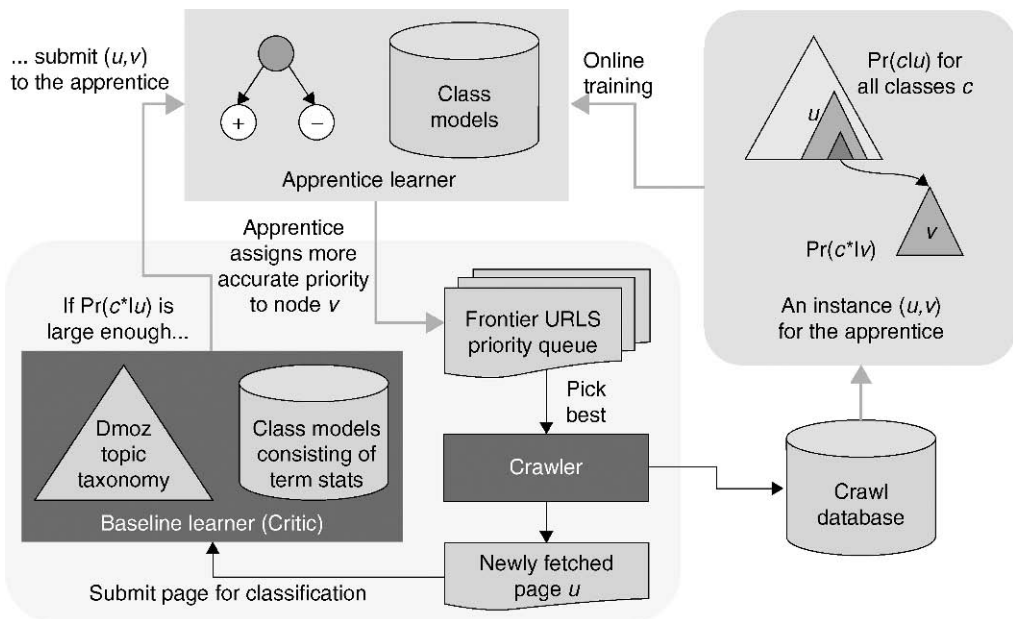 ... submit (u,v)
to the apprentice
+
−
Class
models
Apprentice learner
Online
training
Pr(c|u) for
all classes c
u
v
Pr(c*|v)
An instance (u,v)
for the apprentice
Apprentice
assigns more
accurate priority
to node v
If Pr(c*|u) is
large enough...
Frontier URLS
priority queue
Pick
best
Dmoz
topic
taxonomy
Class models
consisting of
term stats
Baseline learner (Critic)
Crawler
Crawl
database
Submit page for classification
Newly fetched
page u